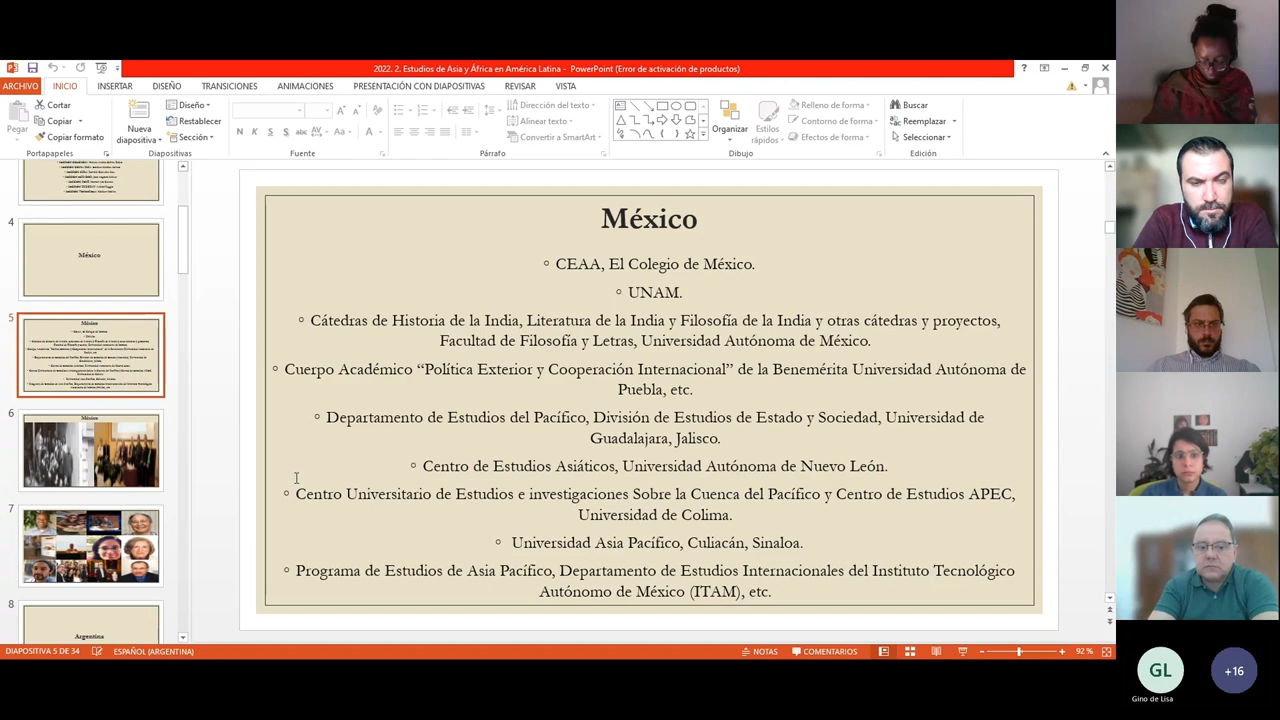 2022. 2. Estudios de Asia y África en América Latina - PowerPoint (Error de activación de productos)
ARCHIVO INICIO INSERTAR DISEÑO TRANSICIONES ANIMACIONES PRESENTACIÓN CON DIAPOSITIVAS REVISAR VISTA
Pegar
Cortar
Copiar
Copiar formato
Portapapeles
Nueva
diapositiva
Diseño
Restablecer
Sección
Diapositivas
N K S S abc AV Aa A
Fuente
Dirección del texto
Alinear texto
Convertir a SmartArt
Párrafo
Organizar
Estilos
rápidos
Relleno de forma
Contorno de forma
Efectos de forma
Dibujo
Buscar
Reemplazar
Seleccionar
Edición
4
México
5
México
6
México
7
8
Argentina
México
CEAA, El Colegio de México.
UNAM.
Cátedras de Historia de la India, Literatura de la India y Filosofía de la India y otras cátedras y proyectos,
Facultad de Filosofía y Letras, Universidad Autónoma de México.
Cuerpo Académico “Política Exterior y Cooperación Internacional” de la Benemérita Universidad Autónoma de
Puebla, etc.
Departamento de Estudios del Pacífico, División de Estudios de Estado y Sociedad, Universidad de
Guadalajara, Jalisco.
Centro de Estudios Asiáticos, Universidad Autónoma de Nuevo León.
Centro Universitario de Estudios e investigaciones Sobre la Cuenca del Pacífico y Centro de Estudios APEC,
Universidad de Colima.
Universidad Asia Pacífico, Culiacán, Sinaloa.
Programa de Estudios de Asia Pacífico, Departamento de Estudios Internacionales del Instituto Tecnológico
Autónomo de México (ITAM), etc.
DIAPOSITIVA 5 DE 34 ESPAÑOL (ARGENTINA) NOTAS COMENTARIOS 92 %
GL
Gino de Lisa
+16